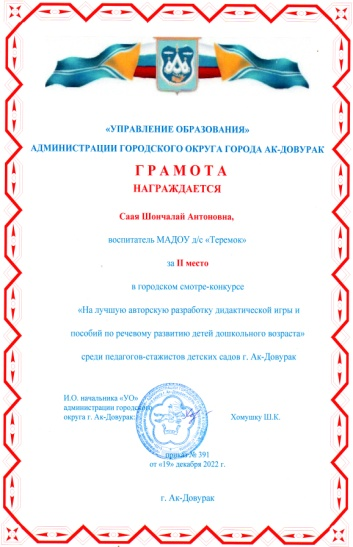 «УПРАВЛЕНИЕ ОБРАЗОВАНИЯ»
АДМИНИСТРАЦИИ ГОРОДСКОГО ОКРУГА ГОРОДА АК-ДОВУРАК
ГРАМОТА
НАГРАЖДАЕТСЯ
Саая Шончалай Антоновна,
воспитатель МАДОУ д/с «Теремок»
за II место
в городском смотре-конкурсе
«На лучшую авторскую разработку дидактической игры и
пособий по речевому развитию детей дошкольного возраста»
среди педагогов-стажистов детских садов г. Ак-Довурак
И.О. начальника «УО»
администрации городского
округа г. Ак-Довурак: Хомушку Ш.К.
приказ № 391
от «19» декабря 2022 г.
г. Ак-Довурак